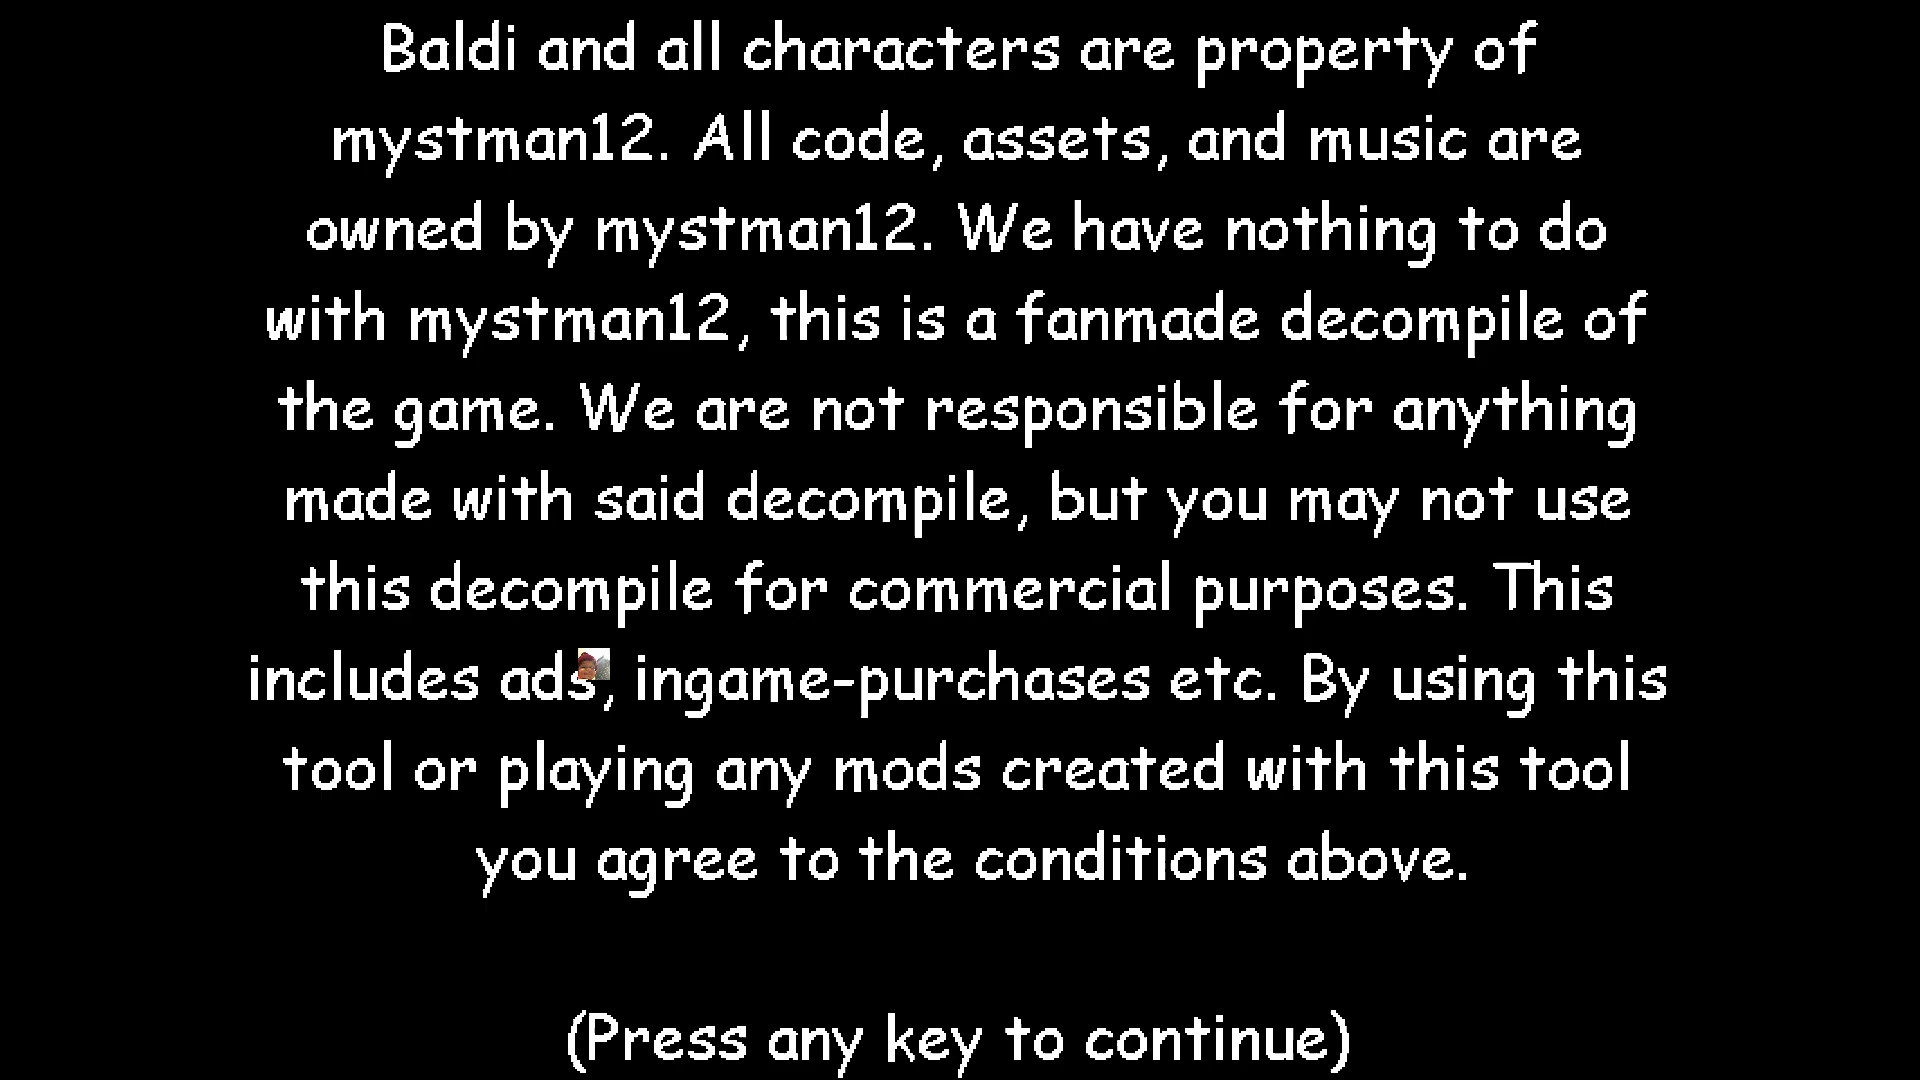 Baldi and all characters are property of
mystman12. All code, assets, and music are
owned by mystman12. We have nothing to do
with mystman12, this is a fanmade decompile of
the game. We are not responsible for anything
made with said decompile, but you may not use
this decompile for commercial purposes. This
includes ads, ingame-purchases etc. By using this
tool or playing any mods created with this tool
you agree to the conditions above.
(Press any key to continue)